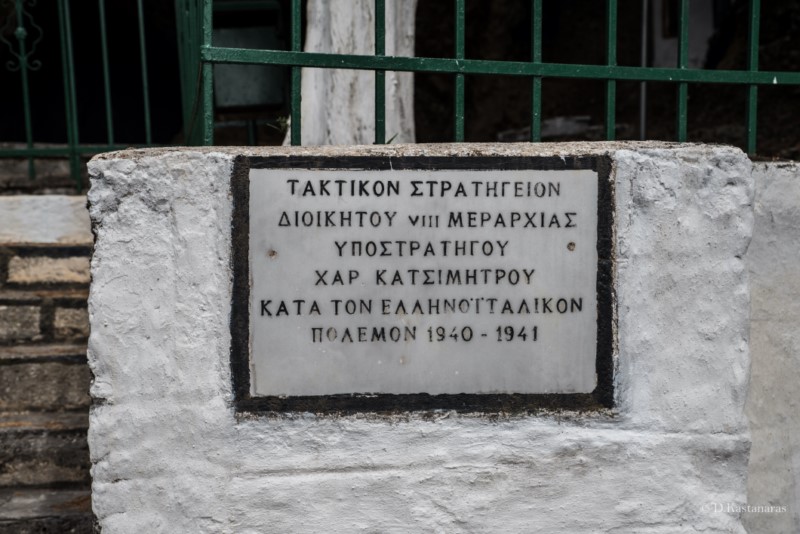 ΤΑΚΤΙΚΟΝ ΣΤΡΑΤΗΓΕΙΟΝ
ΔΙΟΙΚΗΤΟΥ VIII ΜΕΡΑΡΧΙΑΣ
ΥΠΟΣΤΡΑΤΗΓΟΥ
ΧΑΡ. ΚΑΤΣΙΜΗΤΡΟΥ
ΚΑΤΑ ΤΟΝ ΕΛΛΗΝΟΪΤΑΛΙΚΟΝ
ΠΟΛΕΜΟΝ 1940 - 1941
© D.Kastanaras